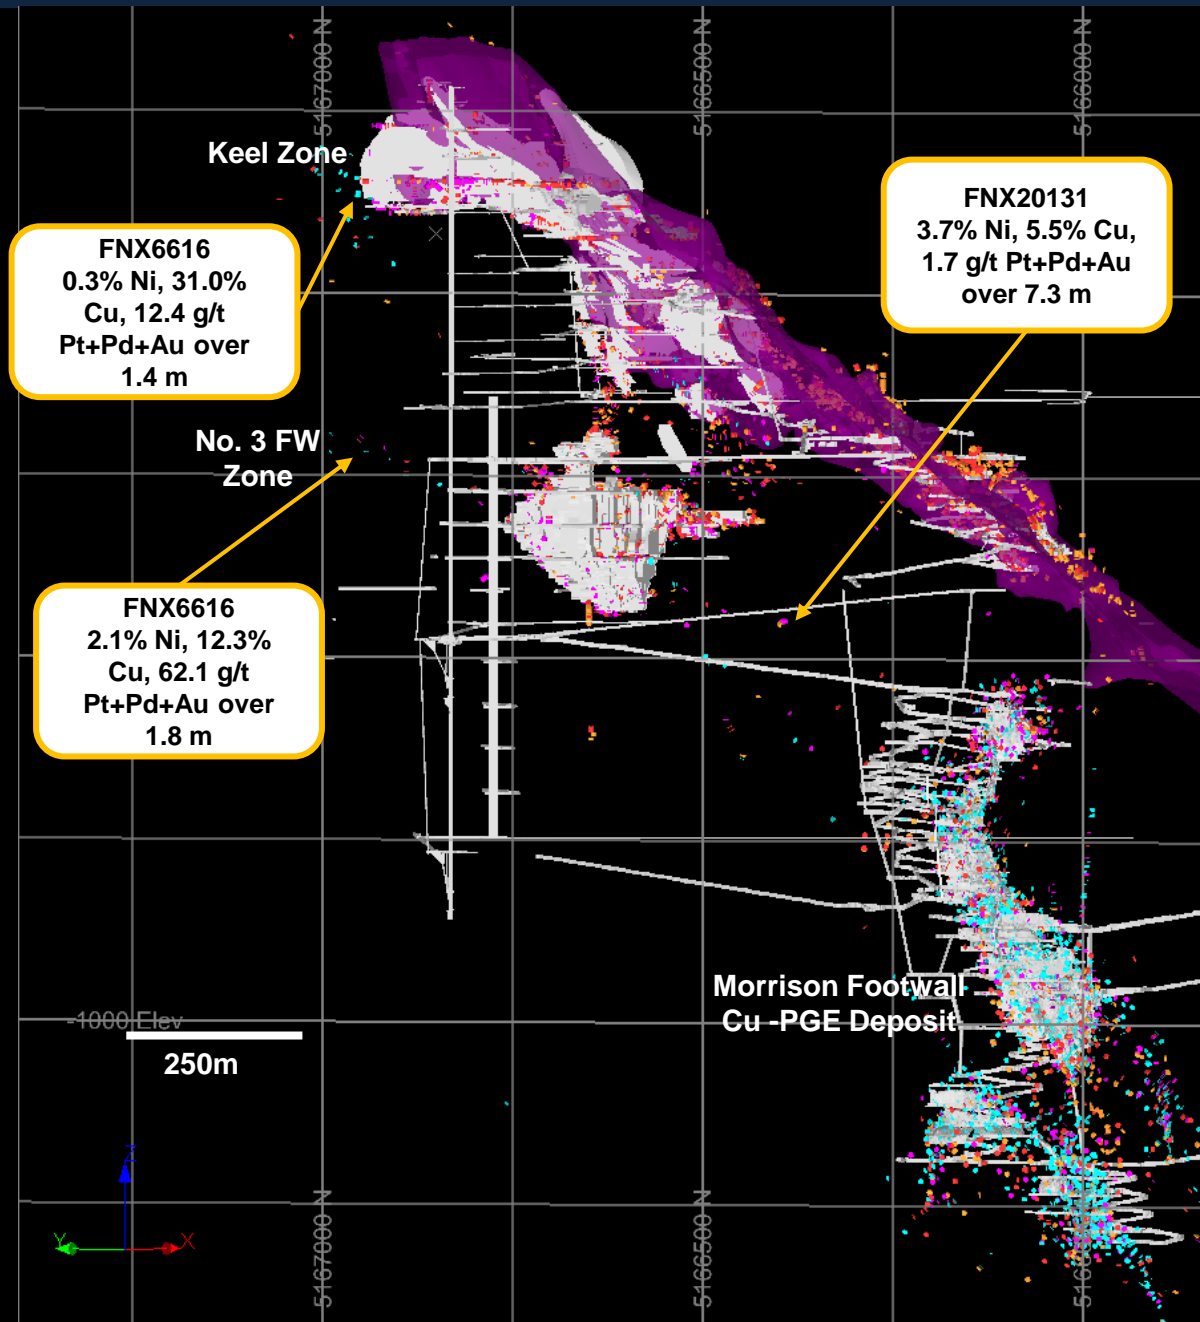 5167000 N
5166500 N
5166000 N
Keel Zone
FNX20131
3.7% Ni, 5.5% Cu,
1.7 g/t Pt+Pd+Au
over 7.3 m
FNX6616
0.3% Ni, 31.0%
Cu, 12.4 g/t
Pt+Pd+Au over
1.4 m
No. 3 FW
Zone
FNX6616
2.1% Ni, 12.3%
Cu, 62.1 g/t
Pt+Pd+Au over
1.8 m
Morrison Footwall
Cu -PGE Deposit
-1000 Elev
250m
Z
Y
X
5167000 N
5166500 N
5166000 N